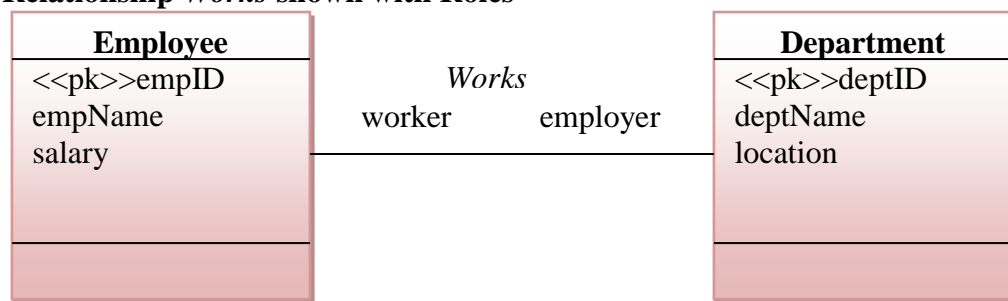 Relationship Works shown with Roles
Employee
<<pk>>empID
empName
salary
Works
worker employer
Department
<<pk>>deptID
deptName
location